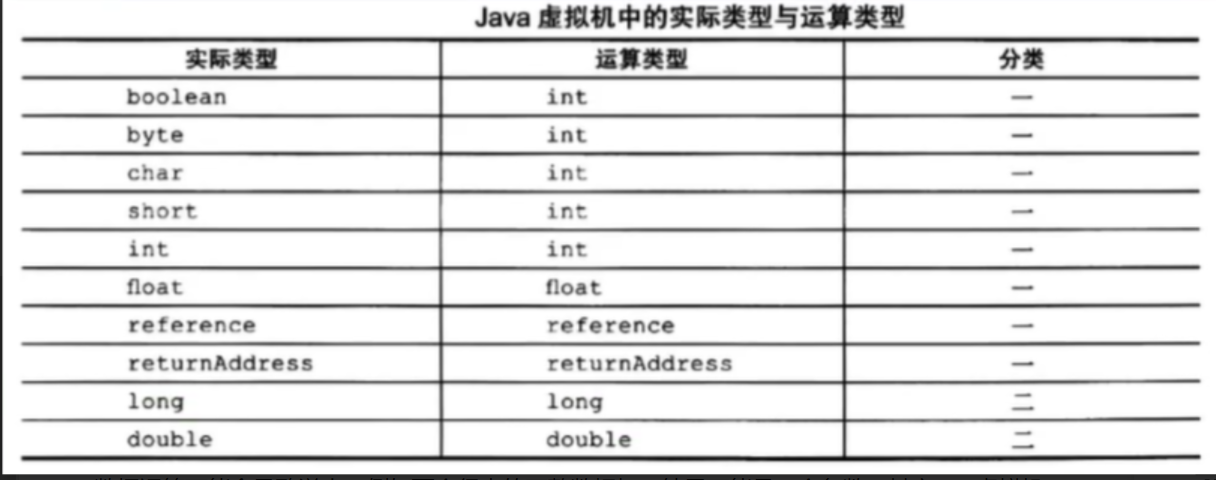 Java 虚拟机中的实际类型与运算类型
实际类型 运算类型 分类
boolean int 一
byte int 一
char int 一
short int 一
int int 一
float float 一
reference reference 一
returnAddress returnAddress 一
long long 二
double double 二